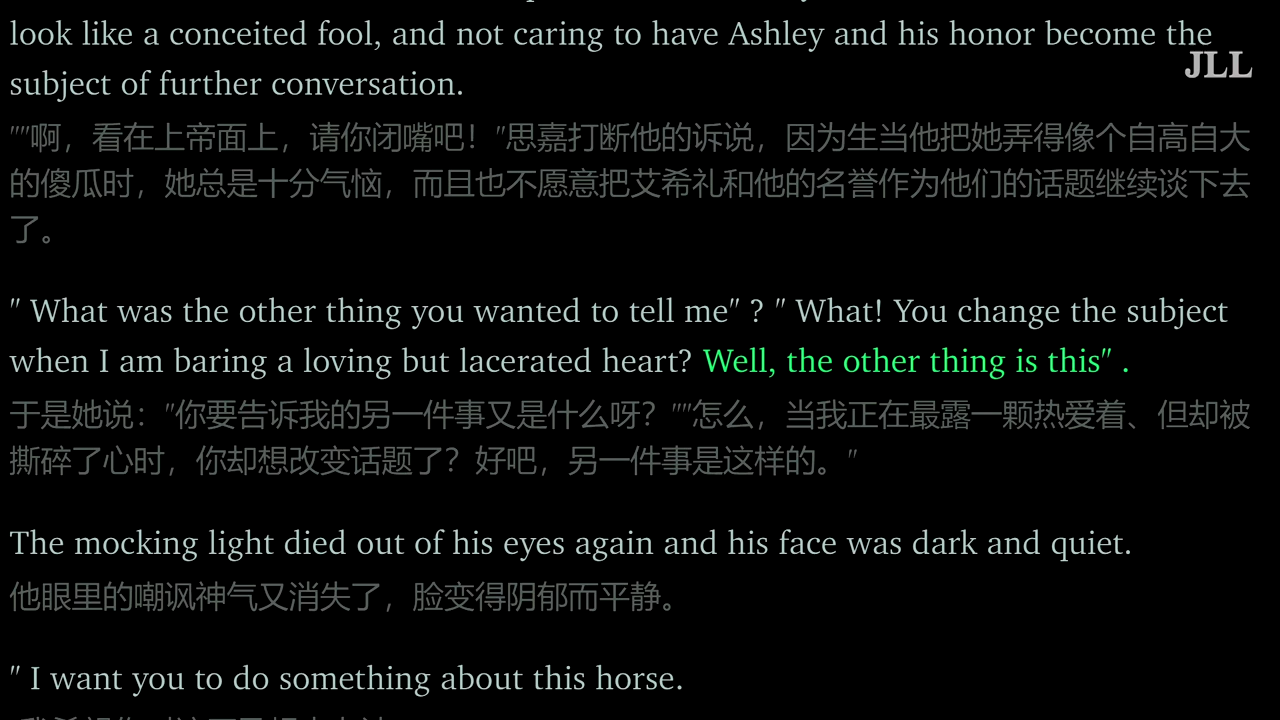 look like a conceited fool, and not caring to have Ashley and his honor become the
JLL
subject of further conversation.
""啊，看在上帝面上，请你闭嘴吧！"思嘉打断他的诉说，因为生当他把她弄得像个自高自大
的傻瓜时，她总是十分气恼，而且也不愿意把艾希礼和他的名誉作为他们的话题继续谈下去
了。
" What was the other thing you wanted to tell me" ? " What! You change the subject
when I am baring a loving but lacerated heart? Well, the other thing is this" .
于是她说："你要告诉我的另一件事又是什么呀？""怎么，当我正在最露一颗热爱着、但却被
撕碎了心时，你却想改变话题了？好吧，另一件事是这样的。"
The mocking light died out of his eyes again and his face was dark and quiet.
他眼里的嘲讽神气又消失了，脸变得阴郁而平静。
" I want you to do something about this horse.